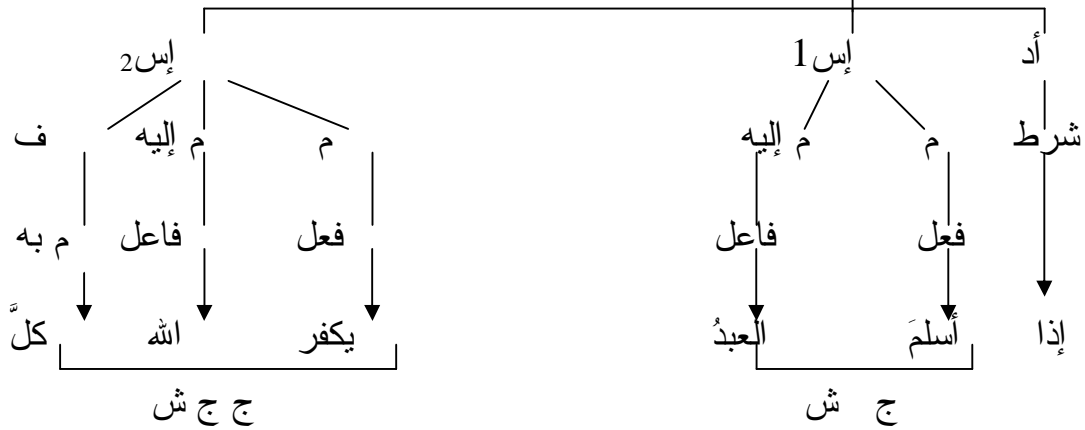 أد إس1 إس2
شرط م م إليه م م إليه ف
فعل فاعل فعل فاعل م به
إذا أسلمَ العبدُ يكفر الله كلَّ
ج ش ج ج ش